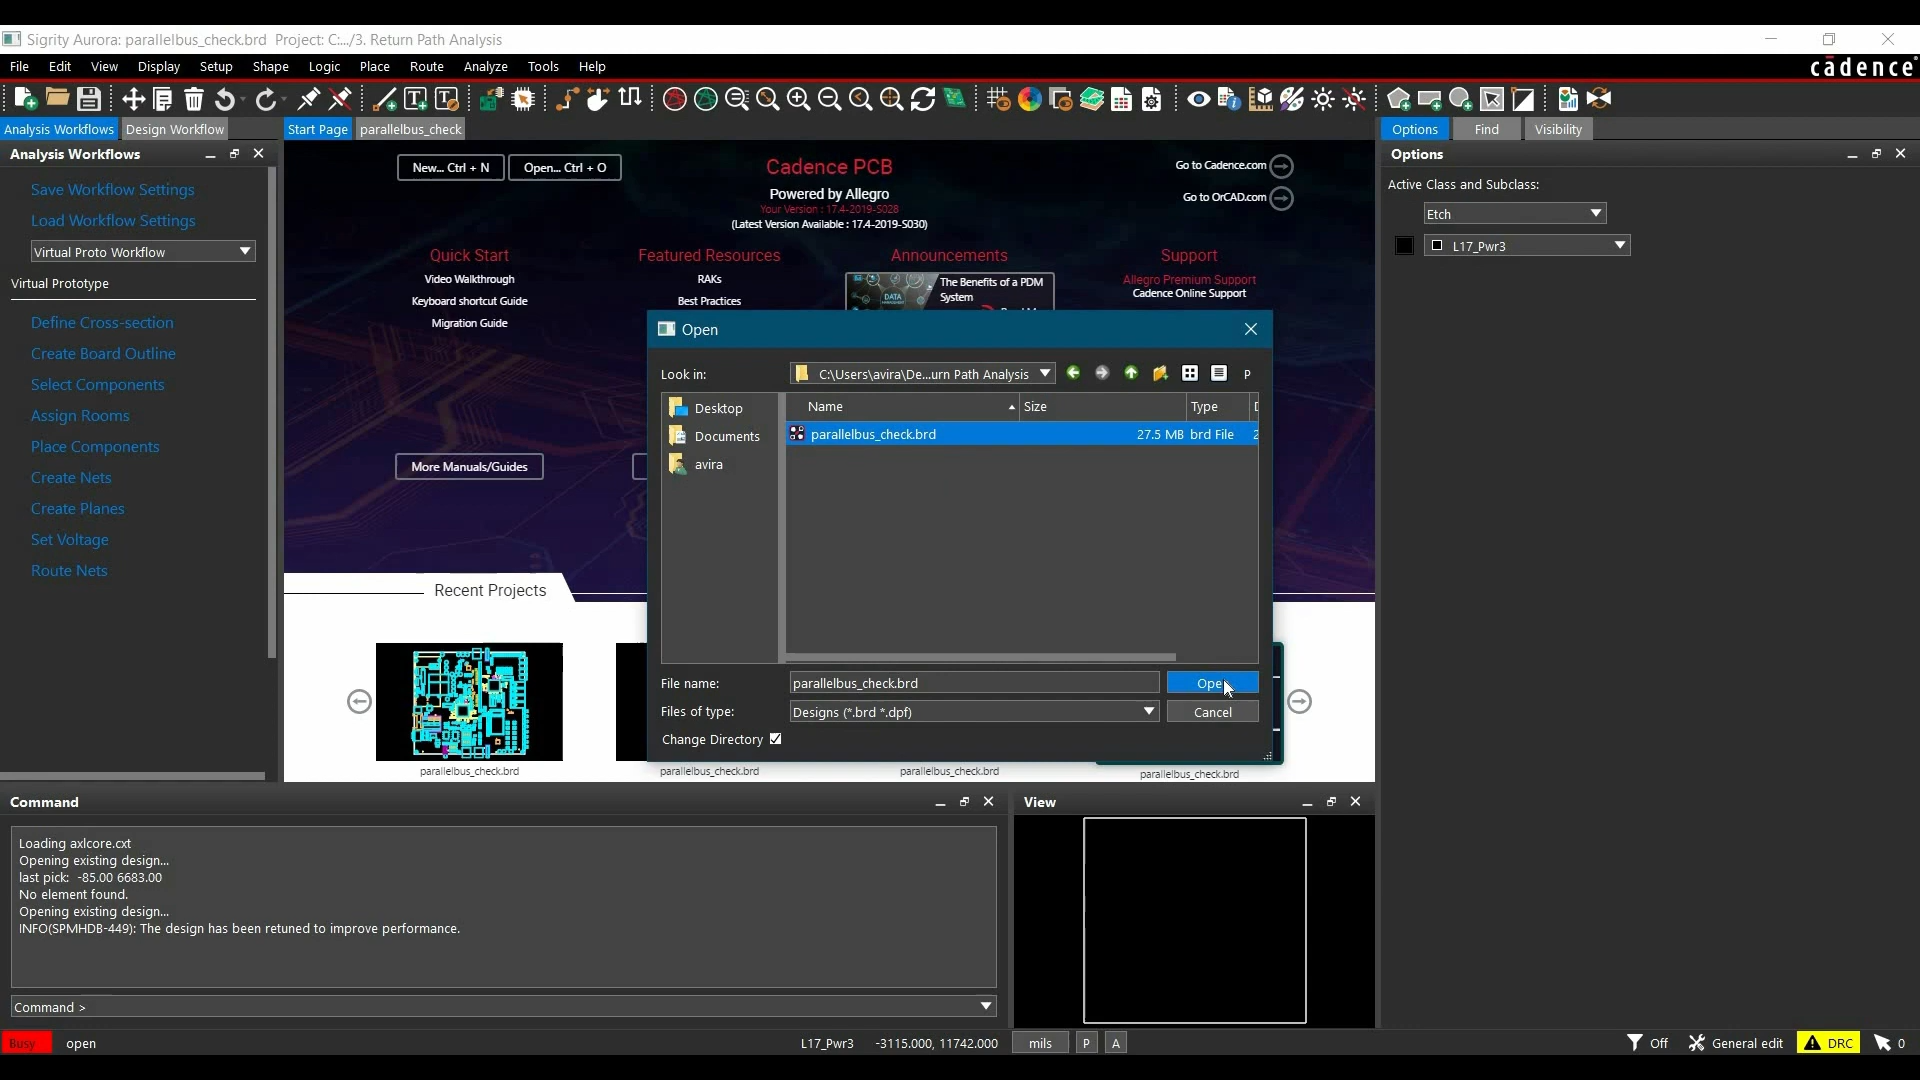 Sigrity Aurora: parallelbus_check.brd Project: C:.../3. Return Path Analysis
File Edit View Display Setup Shape Logic Place Route Analyze Tools Help
cādence
Analysis Workflows Design Workflow Start Page parallelbus_check Options Find Visibility
Analysis Workflows
Save Workflow Settings
Load Workflow Settings
Virtual Proto Workflow
Virtual Prototype
Define Cross-section
Create Board Outline
Select Components
Assign Rooms
Place Components
Create Nets
Create Planes
Set Voltage
Route Nets
New... Ctrl + N Open... Ctrl + O
Cadence PCB
Powered by Allegro
Your Version : 17.4-2019-S028
(Latest Version Available : 17.4-2019-S030)
Go to Cadence.com
Go to OrCAD.com
Quick Start
Video Walkthrough
Keyboard shortcut Guide
Migration Guide
More Manuals/Guides
Featured Resources
RAKs
Best Practices
Announcements
DATA
The Benefits of a PDM
System
Support
Allegro Premium Support
Cadence Online Support
Open
Look in: C:\Users\avira\De...urn Path Analysis P
Desktop
Documents
avira
Name Size Type
parallelbus_check.brd 27.5 MB brd File 2
File name: parallelbus_check.brd Ope
Files of type: Designs (*.brd *.dpf) Cancel
Change Directory
Recent Projects
parallelbus_check.brd parallelbus_check.brd parallelbus_check.brd parallelbus_check.brd
Options
Active Class and Subclass:
Etch
L17_Pwr3
Command
Loading axlcore.cxt
Opening existing design...
last pick: -85.00 6683.00
No element found.
Opening existing design...
INFO(SPMHDB-449): The design has been retuned to improve performance.
Command >
View
Busy open L17_Pwr3 -3115.000, 11742.000 mils P A Off General edit DRC 0